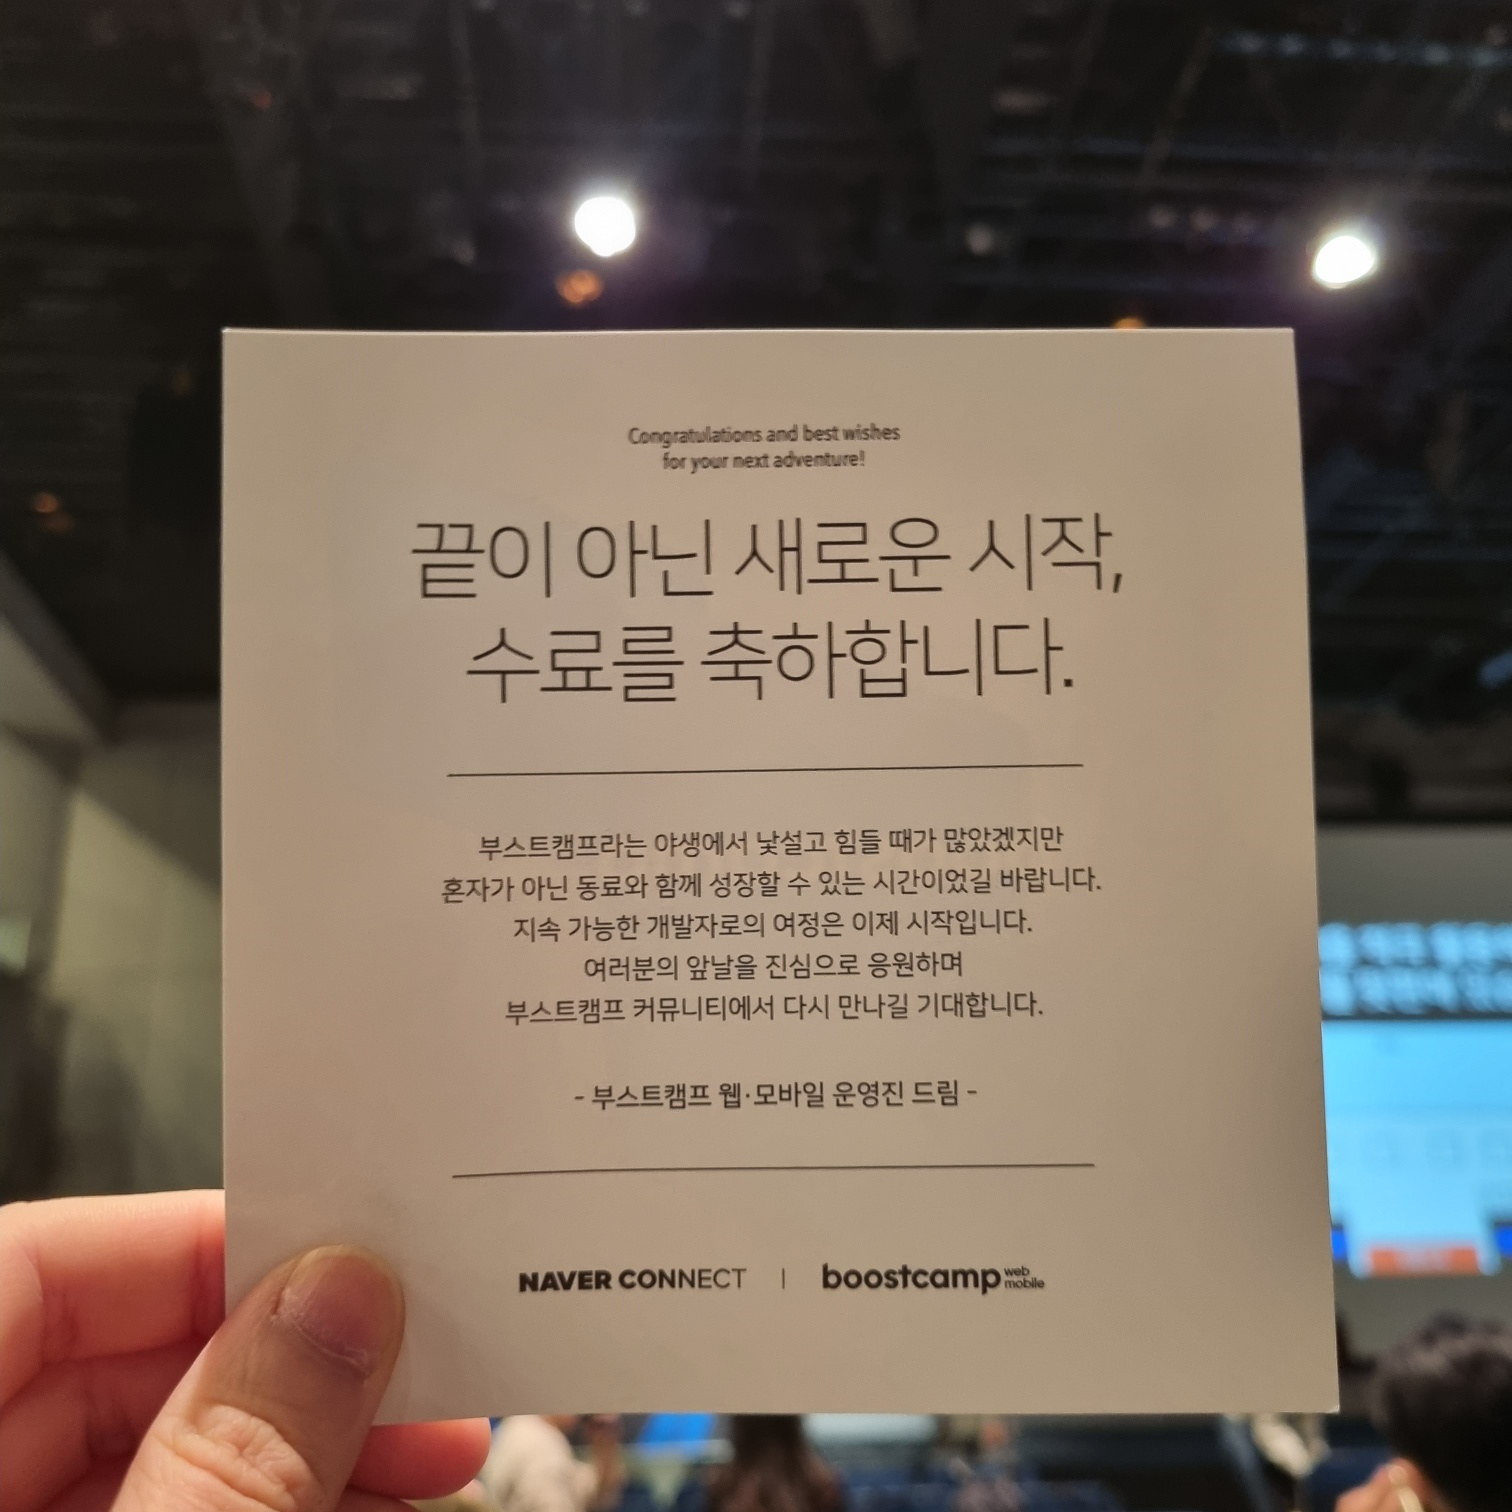 Congratulations and best wishes
for your next adventure!
끝이 아닌 새로운 시작,
수료를 축하합니다.
부스트캠프라는 야생에서 낯설고 힘들 때가 많았겠지만
혼자가 아닌 동료와 함께 성장할 수 있는 시간이었길 바랍니다.
지속 가능한 개발자로의 여정은 이제 시작입니다.
여러분의 앞날을 진심으로 응원하며
부스트캠프 커뮤니티에서 다시 만나길 기대합니다.
- 부스트캠프 웹·모바일 운영진 드림 -
NAVER CONNECT | boostcamp web mobile